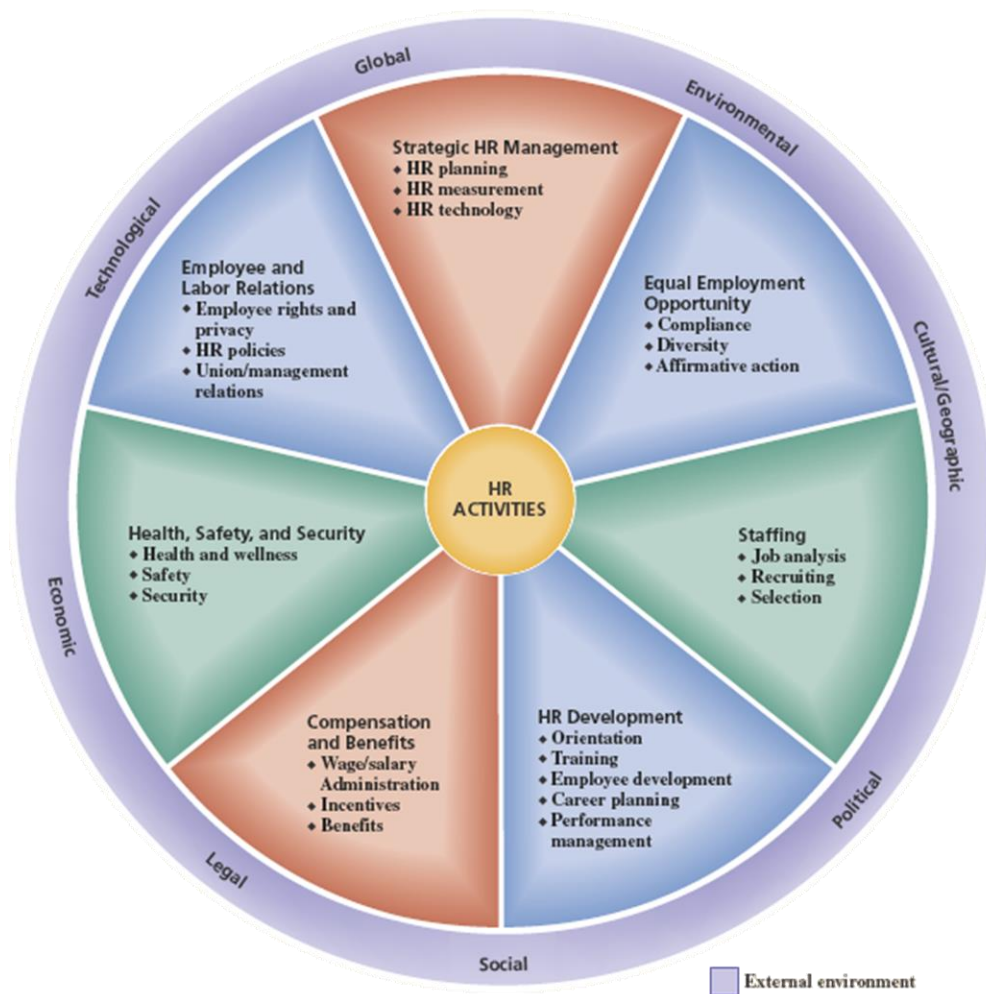 Global
Environmental
Cultural/Geographic
Political
Social
Legal
Economic
Technological
Strategic HR Management
◆ HR planning
◆ HR measurement
◆ HR technology
Equal Employment
Opportunity
◆ Compliance
◆ Diversity
◆ Affirmative action
Staffing
◆ Job analysis
◆ Recruiting
◆ Selection
HR Development
◆ Orientation
◆ Training
◆ Employee development
◆ Career planning
◆ Performance
management
Compensation
and Benefits
◆ Wage/salary
Administration
◆ Incentives
◆ Benefits
Health, Safety, and Security
◆ Health and wellness
◆ Safety
◆ Security
Employee and
Labor Relations
◆ Employee rights and
privacy
◆ HR policies
◆ Union/management
relations
HR
ACTIVITIES
External environment